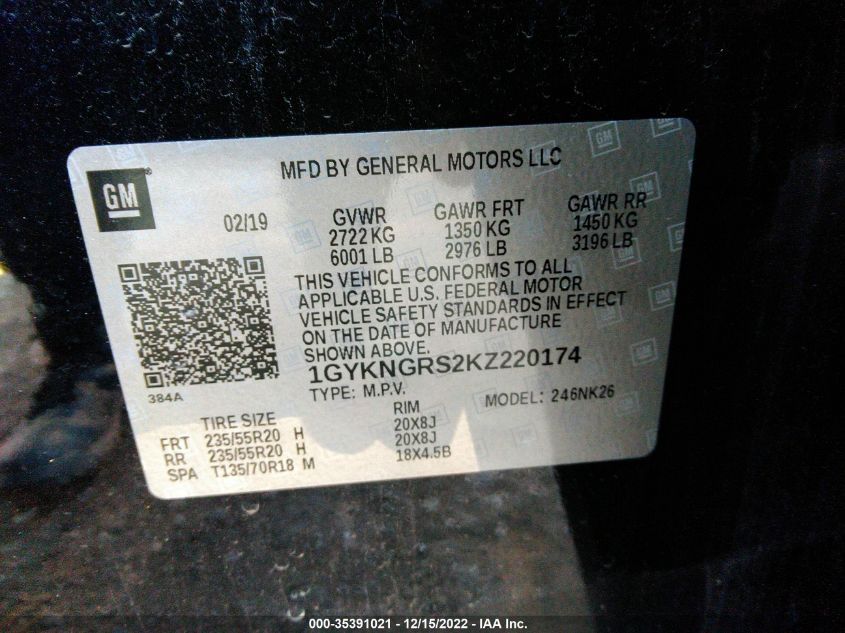 MFD BY GENERAL MOTORS LLC
GM®
02/19
GVWR GAWR FRT GAWR RR
2722 KG 1350 KG 1450 KG
6001 LB 2976 LB 3196 LB
THIS VEHICLE CONFORMS TO ALL
APPLICABLE U.S. FEDERAL MOTOR
VEHICLE SAFETY STANDARDS IN EFFECT
ON THE DATE OF MANUFACTURE
SHOWN ABOVE.
1GYKNGRS2KZ220174
384A
TYPE: M.P.V. MODEL: 246NK26
TIRE SIZE RIM
FRT 235/55R20 H 20X8J
RR 235/55R20 H 20X8J
SPA T135/70R18 M 18X4.5B
000-35391021 - 12/15/2022 - IAA Inc.